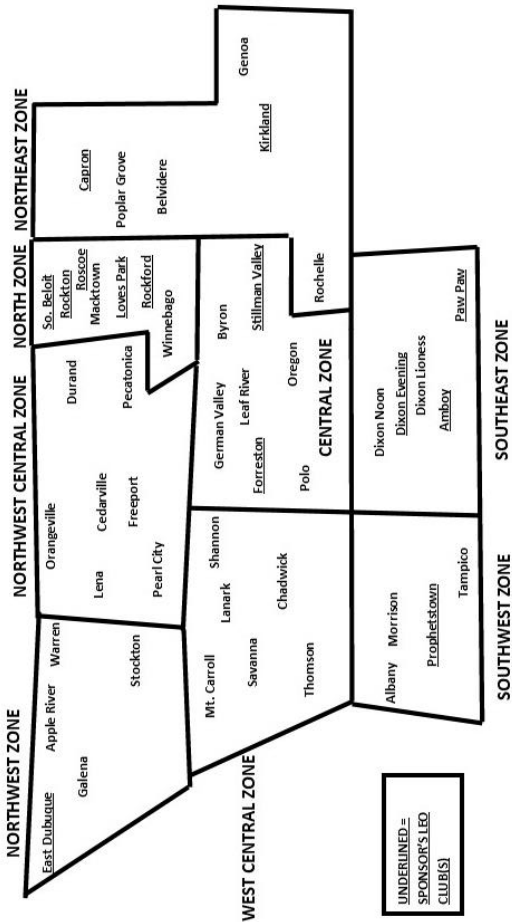 NORTHWEST ZONE
East Dubuque
Apple River
Warren
Galena
Stockton
NORTHWEST CENTRAL ZONE
Orangeville
Durand
Lena
Cedarville
Freeport
Pecatonica
Pearl City
NORTH ZONE
So. Beloit
Rockton
Roscoe
Macktown
Loves Park
Rockford
Winnebago
NORTHEAST ZONE
Capron
Poplar Grove
Belvidere
Genoa
Kirkland
Rochelle
WEST CENTRAL ZONE
Mt. Carroll
Lanark
Shannon
Savanna
Chadwick
Thomson
German Valley
Byron
Leaf River
Stillman Valley
Forreston
Oregon
Polo
CENTRAL ZONE
Albany
Morrison
Prophetstown
Tampico
SOUTHWEST ZONE
Dixon Noon
Dixon Evening
Dixon Lioness
Amboy
Paw Paw
SOUTHEAST ZONE
UNDERLINED =
SPONSOR'S LEO
CLUB(S)